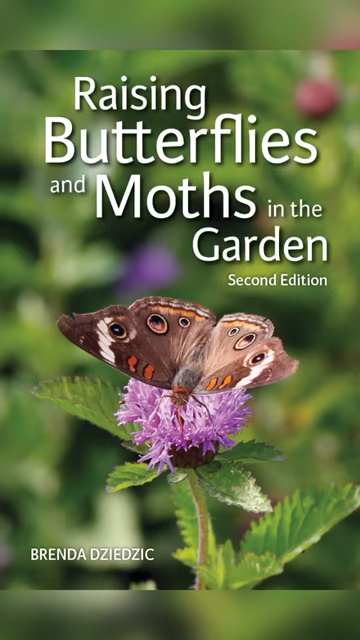 Raising
Butterflies
and Moths in the
Garden
Second Edition
BRENDA DZIEDZIC